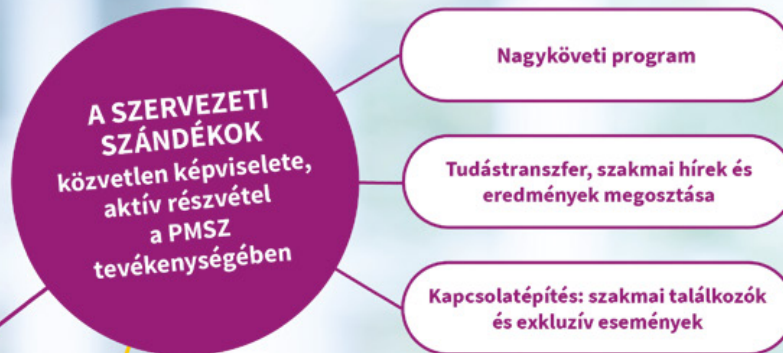 A SZERVEZETI
SZÁNDÉKOK
közvetlen képviselete,
aktív részvétel
a PMSZ
tevékenységében
Nagyköveti program
Tudástranszfer, szakmai hírek és
eredmények megosztása
Kapcsolatépítés: szakmai találkozók
és exkluzív események